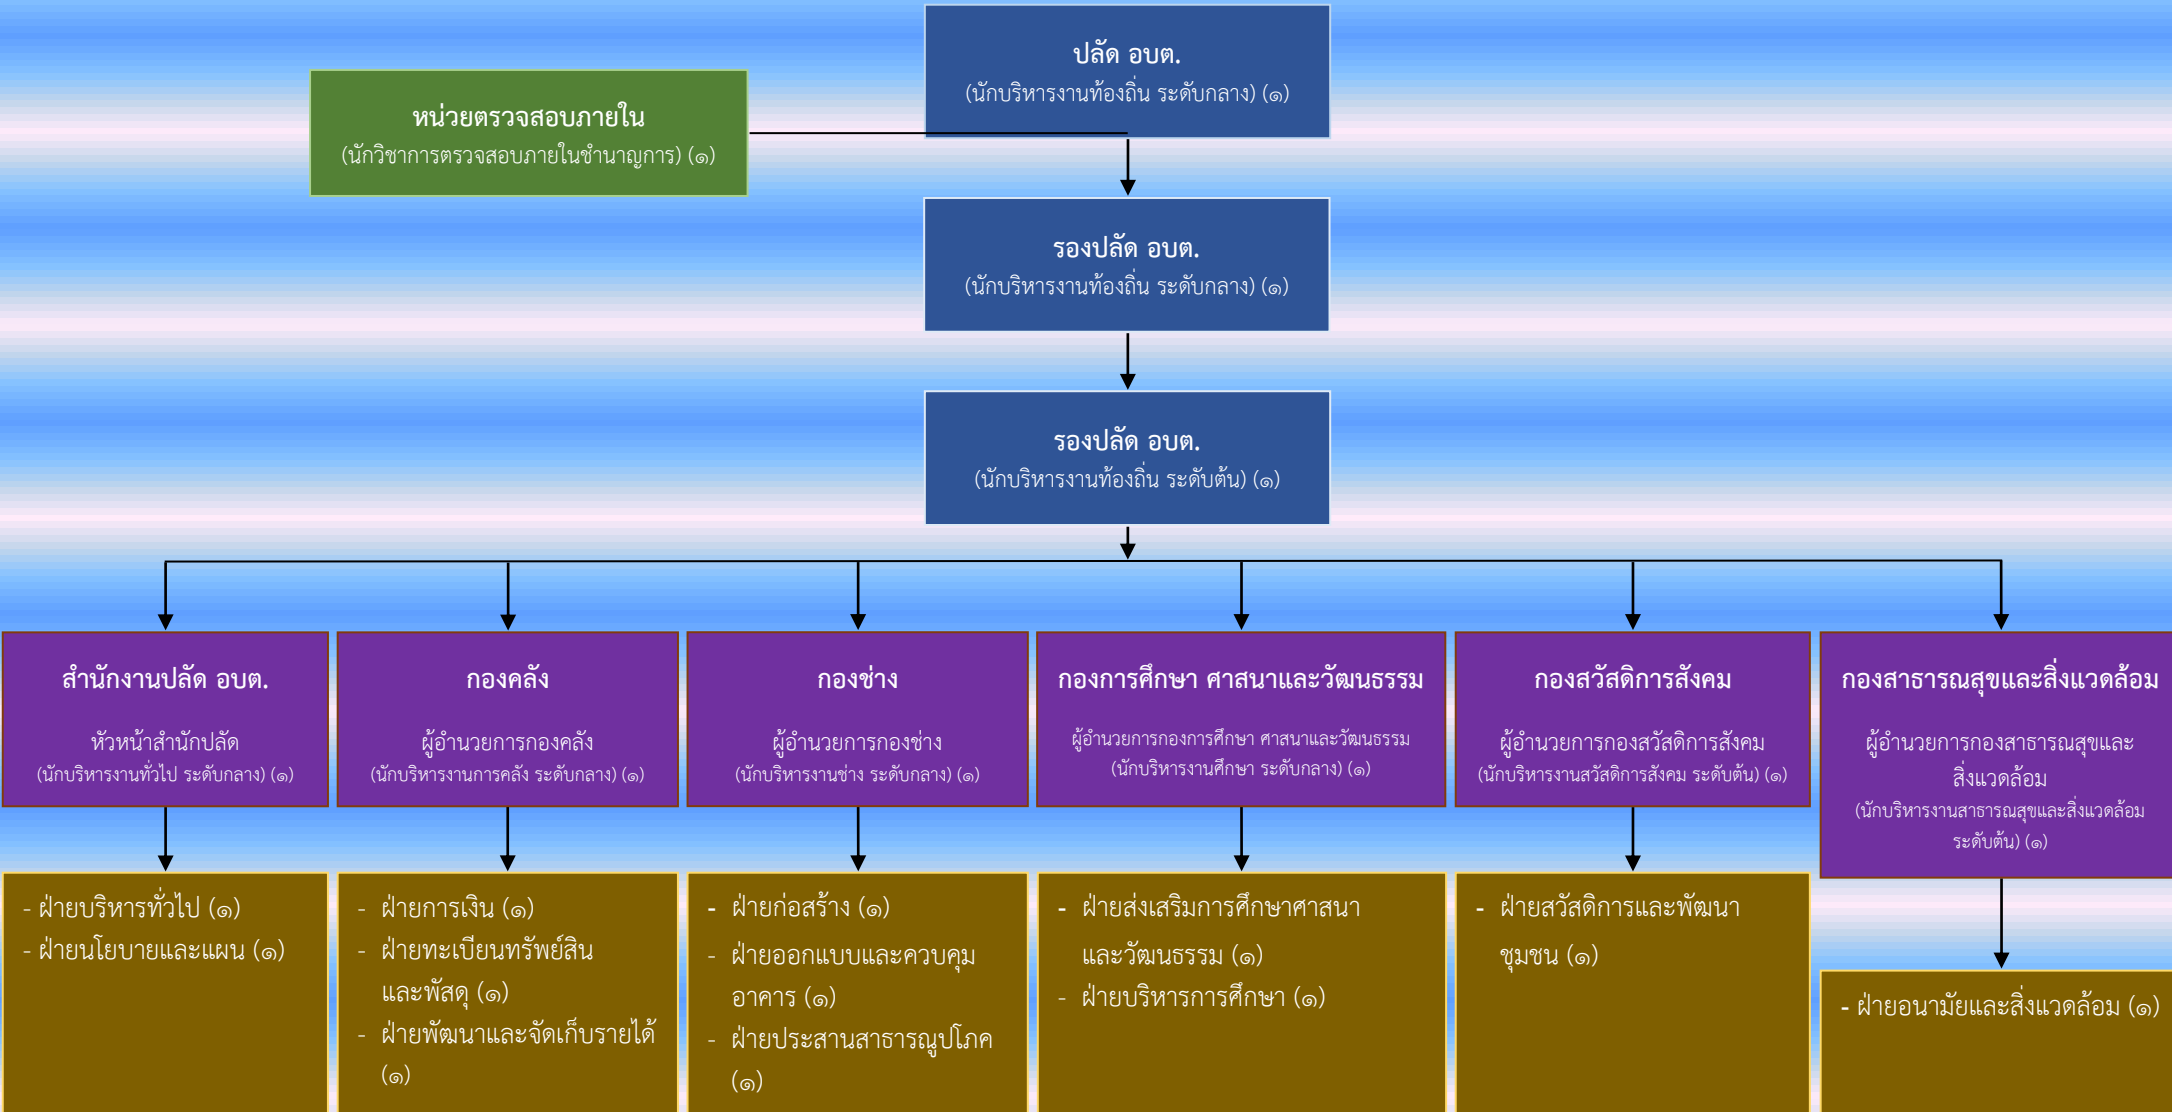 ปลัด อบต.
(นักบริหารงานท้องถิ่น ระดับกลาง) (๑)
หน่วยตรวจสอบภายใน
(นักวิชาการตรวจสอบภายในชำนาญการ) (๑)
รองปลัด อบต.
(นักบริหารงานท้องถิ่น ระดับกลาง) (๑)
รองปลัด อบต.
(นักบริหารงานท้องถิ่น ระดับต้น) (๑)
สำนักงานปลัด อบต.
หัวหน้าสำนักปลัด
(นักบริหารงานทั่วไป ระดับกลาง) (๑)
กองคลัง
ผู้อำนวยการกองคลัง
(นักบริหารงานการคลัง ระดับกลาง) (๑)
กองช่าง
ผู้อำนวยการกองช่าง
(นักบริหารงานช่าง ระดับกลาง) (๑)
กองการศึกษา ศาสนาและวัฒนธรรม
ผู้อำนวยการกองการศึกษา ศาสนาและวัฒนธรรม
(นักบริหารงานศึกษา ระดับกลาง) (๑)
กองสวัสดิการสังคม
ผู้อำนวยการกองสวัสดิการสังคม
(นักบริหารงานสวัสดิการสังคม ระดับต้น) (๑)
กองสาธารณสุขและสิ่งแวดล้อม
ผู้อำนวยการกองสาธารณสุขและ
สิ่งแวดล้อม
(นักบริหารงานสาธารณสุขและสิ่งแวดล้อม
ระดับต้น) (๑)
- ฝ่ายบริหารทั่วไป (๑)
- ฝ่ายนโยบายและแผน (๑)
- ฝ่ายการเงิน (๑)
- ฝ่ายทะเบียนทรัพย์สิน
และพัสดุ (๑)
- ฝ่ายพัฒนาและจัดเก็บรายได้
(๑)
- ฝ่ายก่อสร้าง (๑)
- ฝ่ายออกแบบและควบคุม
อาคาร (๑)
- ฝ่ายประสานสาธารณูปโภค
(๑)
- ฝ่ายส่งเสริมการศึกษาศาสนา
และวัฒนธรรม (๑)
- ฝ่ายบริหารการศึกษา (๑)
- ฝ่ายสวัสดิการและพัฒนา
ชุมชน (๑)
- ฝ่ายอนามัยและสิ่งแวดล้อม (๑)